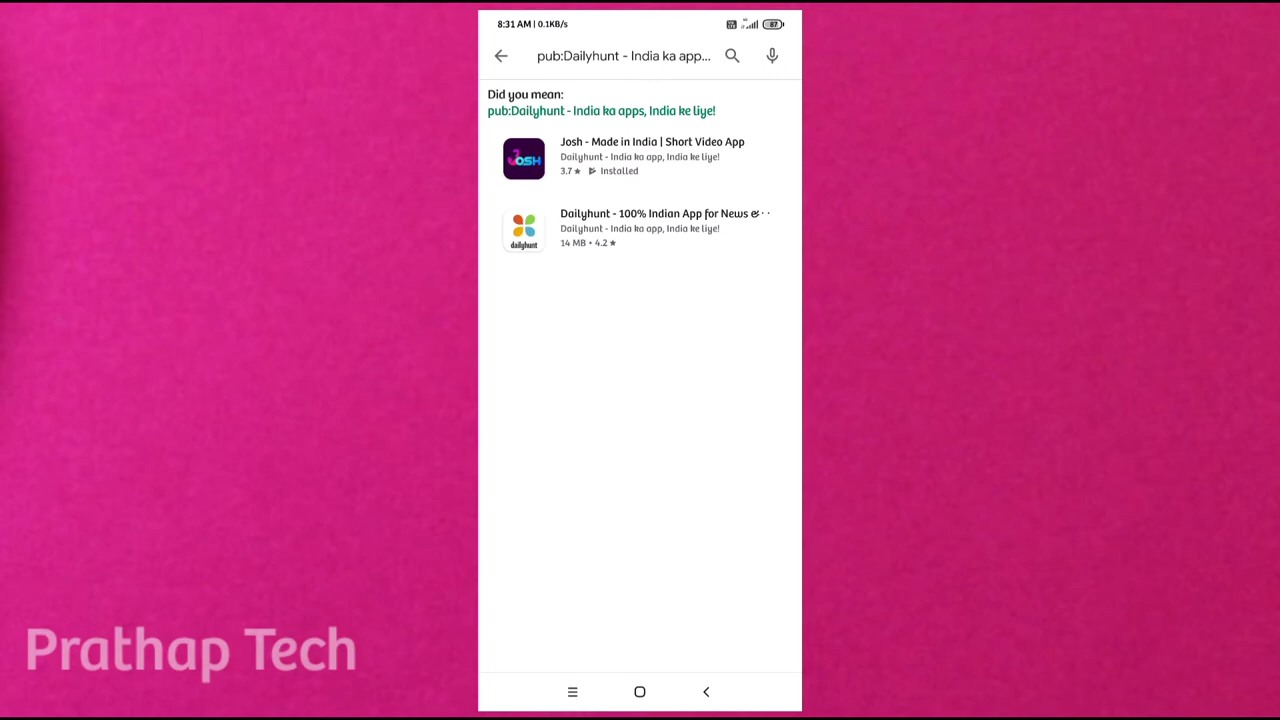 8:31 AM | 0.1KB/s
87
pub:Dailyhunt - India ka app...
Did you mean:
pub:Dailyhunt - India ka apps, India ke liye!
JOSH
Josh - Made in India | Short Video App
Dailyhunt - India ka app, India ke liye!
3.7★ Installed
dailyhunt
Dailyhunt - 100% Indian App for News & · ·
Dailyhunt - India ka app, India ke liye!
14 MB • 4.2 ★
Prathap Tech